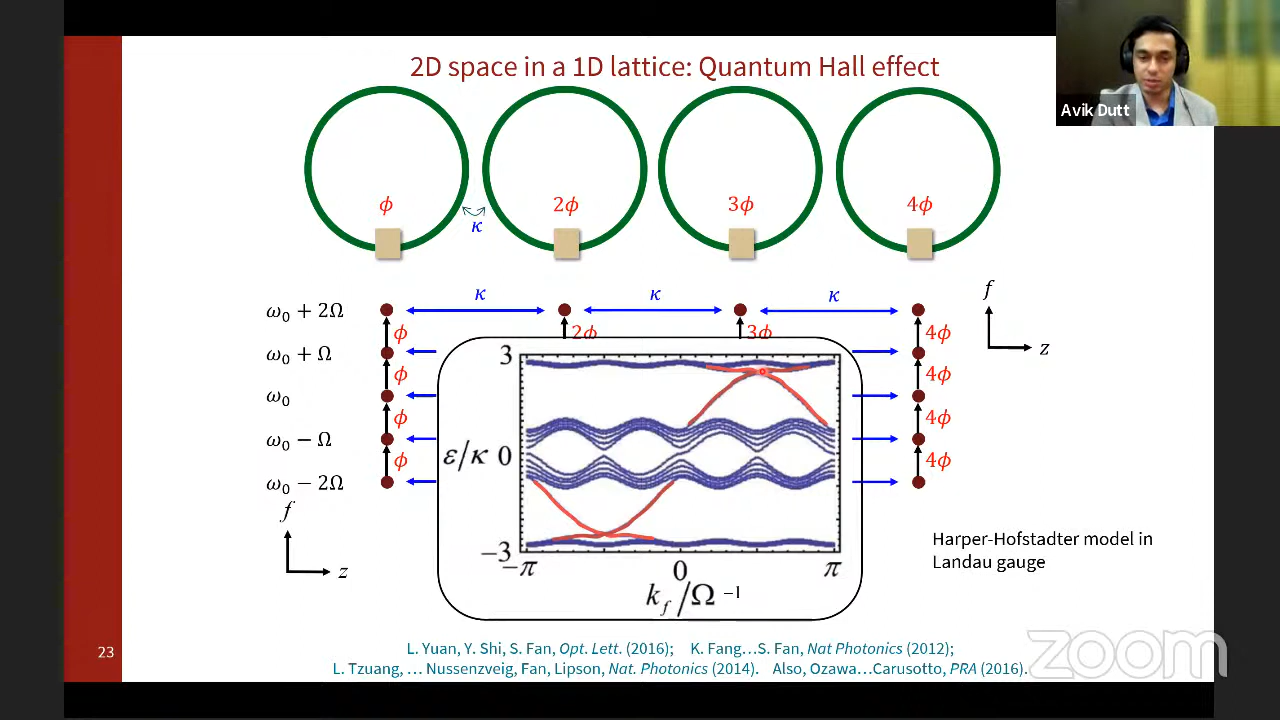 2D space in a 1D lattice: Quantum Hall effect
Avik Dutt
ϕ 2ϕ 3ϕ 4ϕ
κ
κ κ κ
f
ω₀ + 2Ω
ϕ 2ϕ 3ϕ 4ϕ
z
ω₀ + Ω
ϕ 4ϕ
ω₀
ϕ 4ϕ
ω₀ − Ω
ϕ 4ϕ
ω₀ − 2Ω
f
z
3
ε/κ 0
−3
−π 0 π
k_f/Ω⁻¹
Harper-Hofstadter model in
Landau gauge
23
L. Yuan, Y. Shi, S. Fan, Opt. Lett. (2016); K. Fang…S. Fan, Nat Photonics (2012);
L. Tzuang, … Nussenzveig, Fan, Lipson, Nat. Photonics (2014). Also, Ozawa…Carusotto, PRA (2016).
zoom